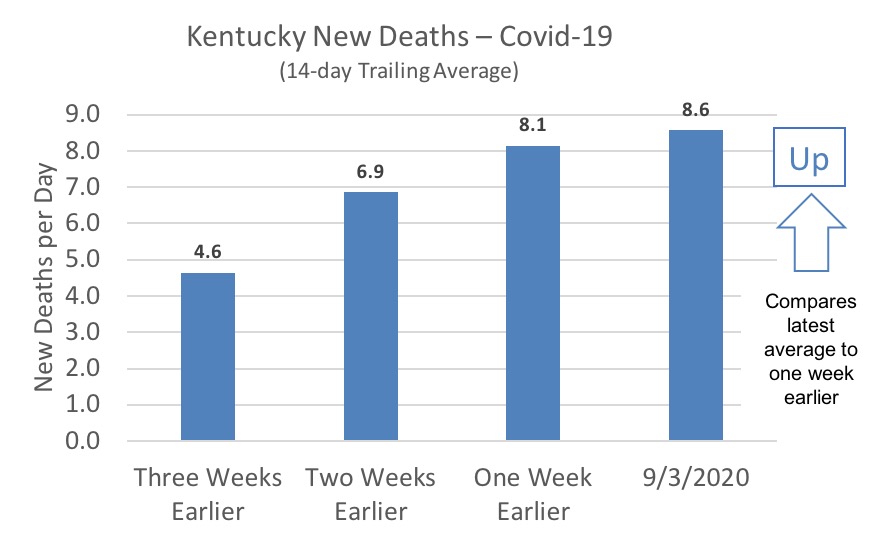 Kentucky New Deaths – Covid-19
(14-day Trailing Average)
New Deaths per Day
9.0
8.0
7.0
6.0
5.0
4.0
3.0
2.0
1.0
0.0
4.6
6.9
8.1
8.6
Three Weeks
Earlier
Two Weeks
Earlier
One Week
Earlier
9/3/2020
Up
Compares
latest
average to
one week
earlier